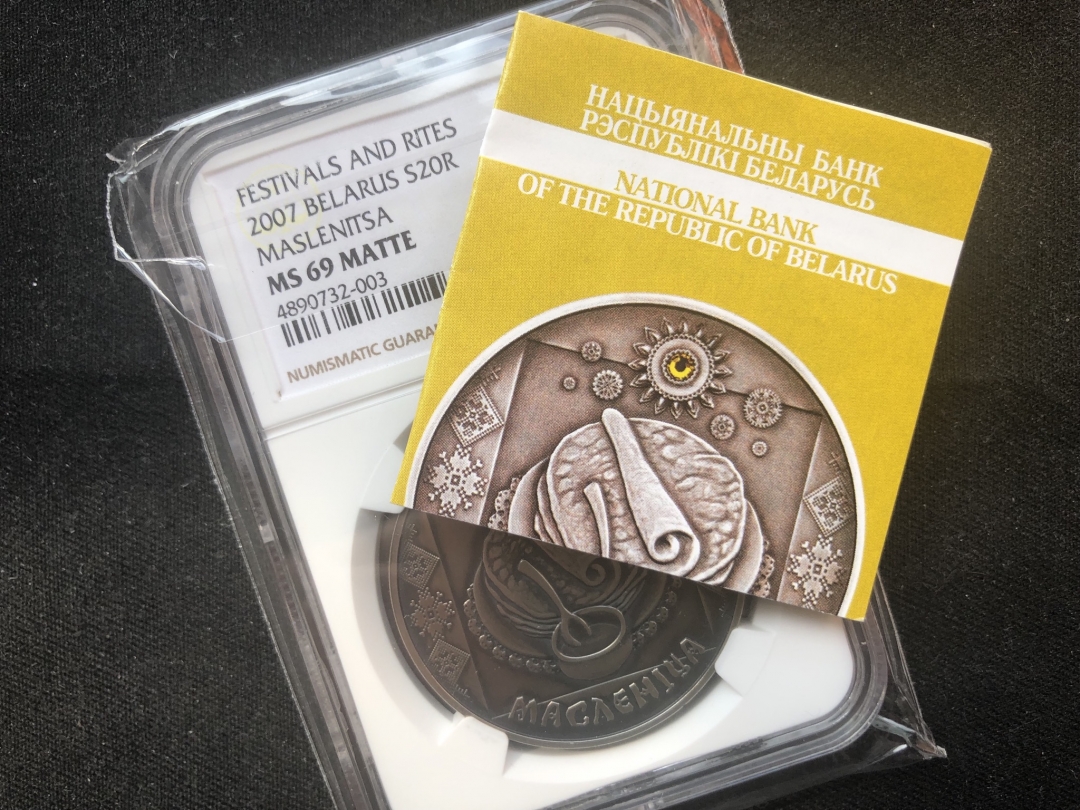 FESTIVALS AND RITES
2007 BELARUS S20R
MASLENITSA
MS 69 MATTE
4890732-003
NUMISMATIC
НАЦЫЯНАЛЬНЫ БАНК
РЭСПУБЛІКІ БЕЛАРУСЬ
NATIONAL BANK
OF THE REPUBLIC OF BELARUS
МАСЛЕНІЦА